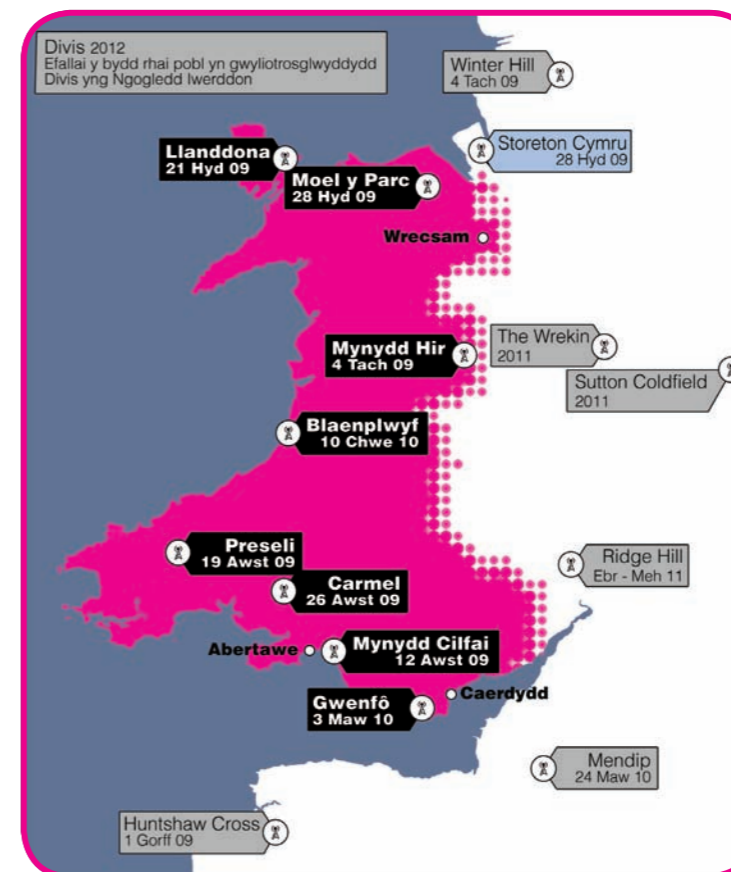 Divis 2012
Efallai y bydd rhai pobl yn gwyliotrosglwyddydd
Divis yng Ngogledd Iwerddon
Winter Hill
4 Tach 09
Storeton Cymru
28 Hyd 09
Llanddona
21 Hyd 09
Moel y Parc
28 Hyd 09
Wrecsam
Mynydd Hir
4 Tach 09
The Wrekin
2011
Sutton Coldfield
2011
Blaenplwyf
10 Chwe 10
Preseli
19 Awst 09
Ridge Hill
Ebr - Meh 11
Carmel
26 Awst 09
Abertawe
Mynydd Cilfai
12 Awst 09
Gwenfô
3 Maw 10
Caerdydd
Mendip
24 Maw 10
Huntshaw Cross
1 Gorff 09